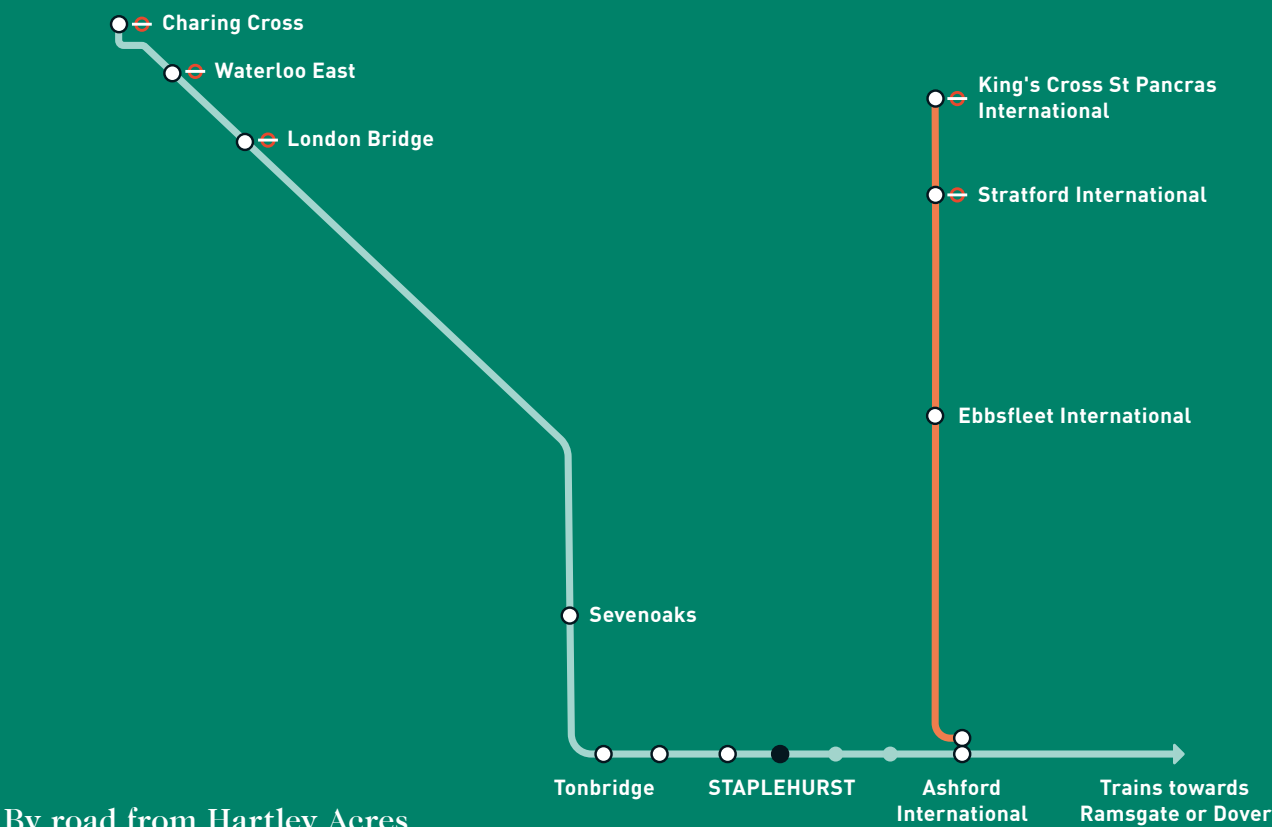 Charing Cross
Waterloo East
London Bridge
King's Cross St Pancras
International
Stratford International
Ebbsfleet International
Sevenoaks
Tonbridge
STAPLEHURST
Ashford
International
Trains towards
Ramsgate or Dover
By road from Hartley Acres